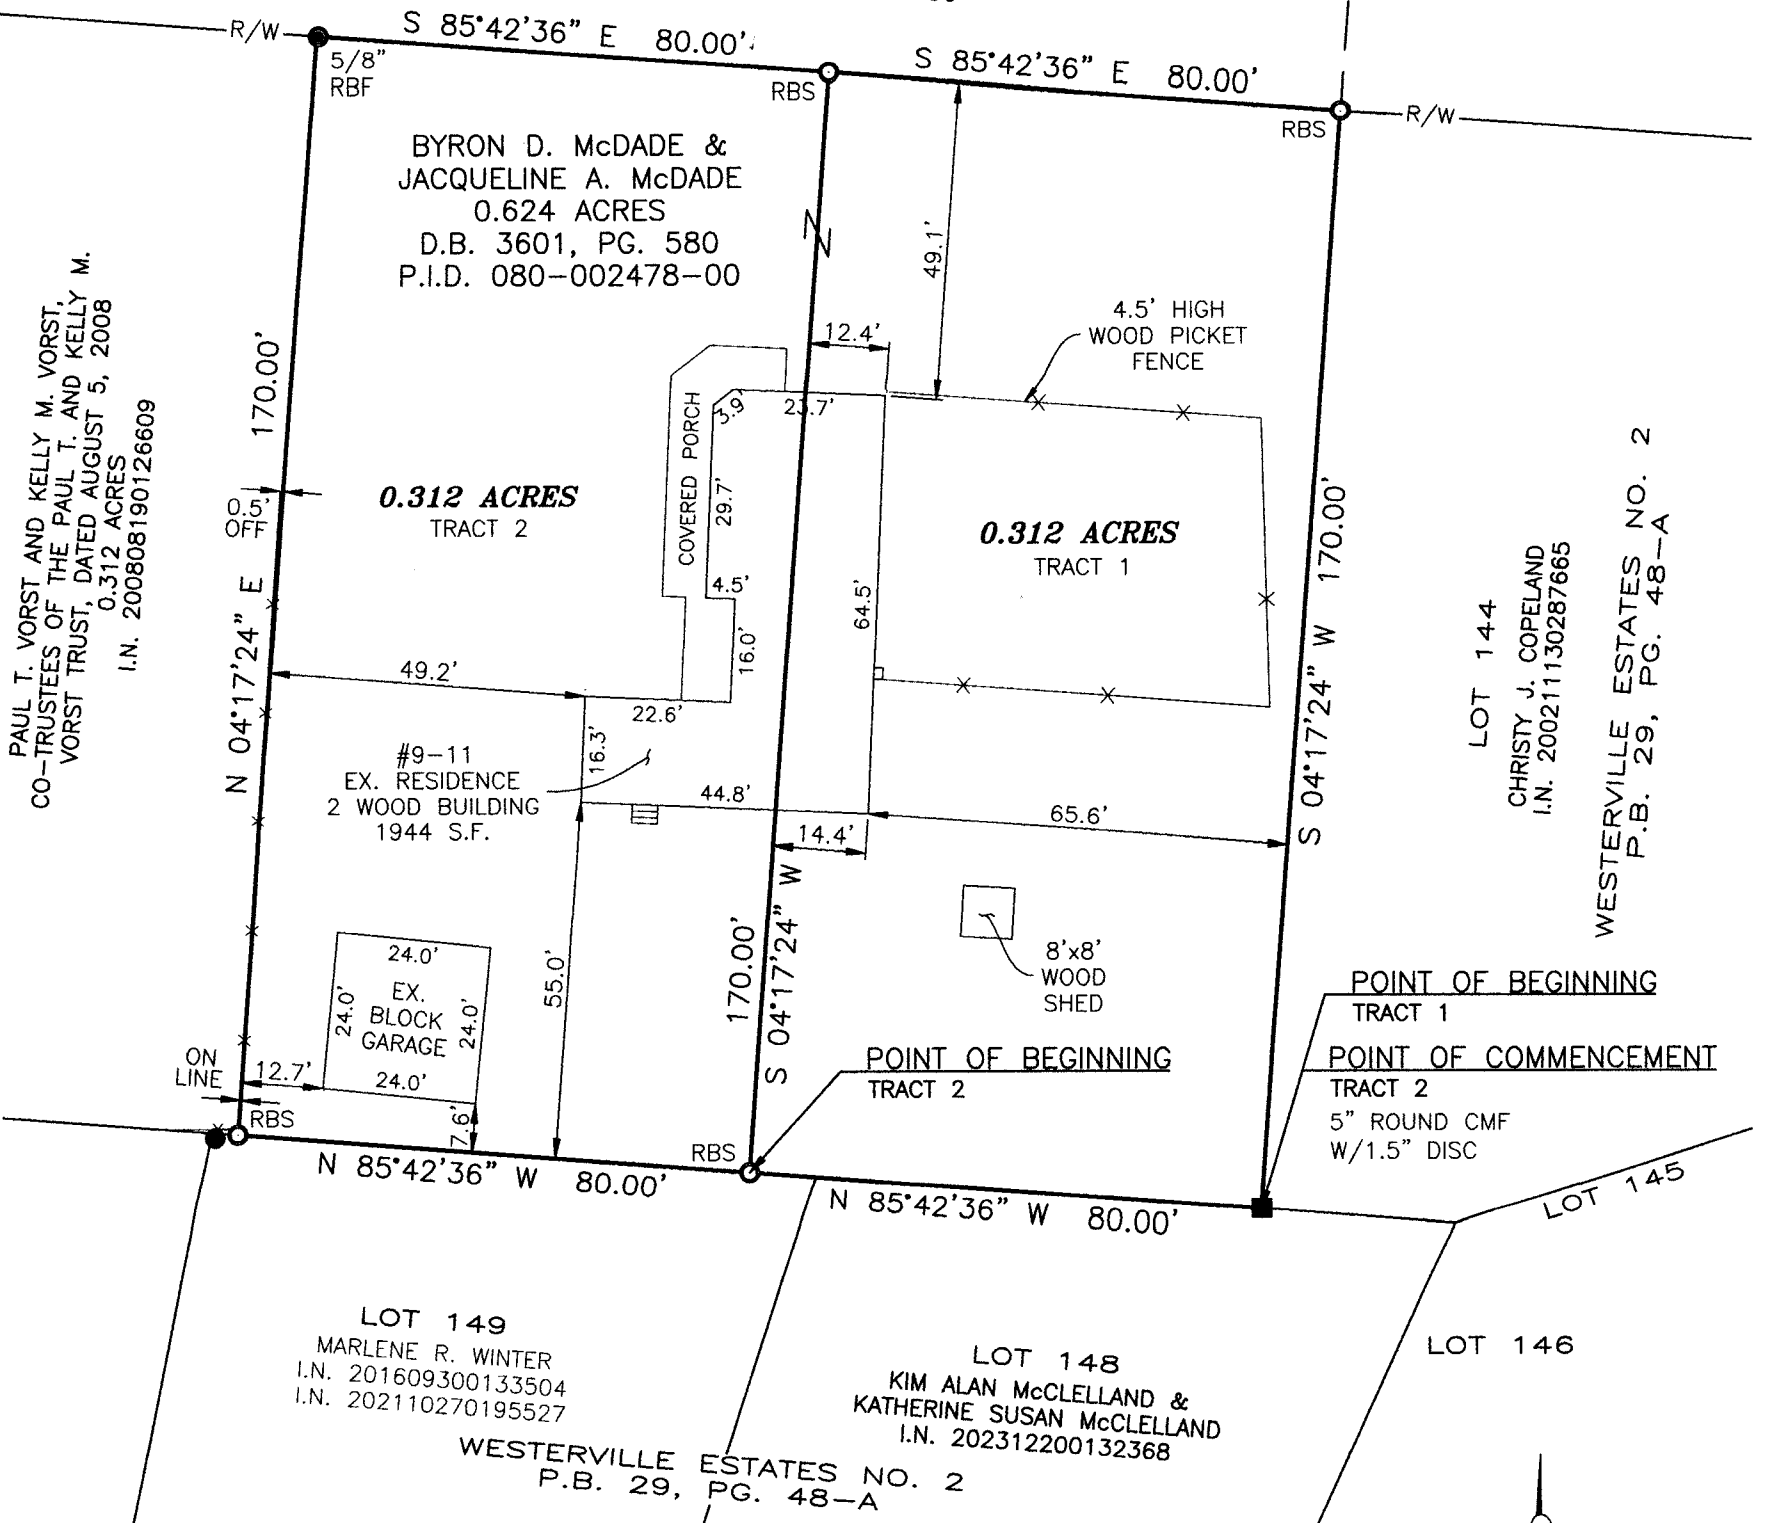 S 85°42'36" E 80.00'
S 85°42'36" E 80.00'
R/W
5/8"
RBF
RBS
RBS
R/W
BYRON D. McDADE &
JACQUELINE A. McDADE
0.624 ACRES
D.B. 3601, PG. 580
P.I.D. 080-002478-00
49.1'
12.4'
4.5' HIGH
WOOD PICKET
FENCE
PAUL T. VORST AND KELLY M. VORST,
CO-TRUSTEES OF THE PAUL T. AND KELLY M.
VORST TRUST, DATED AUGUST 5, 2008
0.312 ACRES
I.N. 200808190126609
N 04°17'24" E 170.00'
0.5'
OFF
0.312 ACRES
TRACT 2
COVERED PORCH
3.9'
23.7'
29.7'
4.5'
16.0'
64.5'
0.312 ACRES
TRACT 1
S 04°17'24" W 170.00'
LOT 144
CHRISTY J. COPELAND
I.N. 200211130287665
WESTERVILLE ESTATES NO. 2
P.B. 29, PG. 48-A
49.2'
22.6'
16.3'
#9-11
EX. RESIDENCE
2 WOOD BUILDING
1944 S.F.
44.8'
14.4'
65.6'
S 04°17'24" W
170.00'
55.0'
8'x8'
WOOD
SHED
24.0'
24.0'
EX.
BLOCK
GARAGE
24.0'
24.0'
ON
LINE
12.7'
7.6'
RBS
RBS
POINT OF BEGINNING
TRACT 2
POINT OF BEGINNING
TRACT 1
POINT OF COMMENCEMENT
TRACT 2
5" ROUND CMF
W/1.5" DISC
N 85°42'36" W 80.00'
N 85°42'36" W 80.00'
LOT 145
LOT 149
MARLENE R. WINTER
I.N. 201609300133504
I.N. 202110270195527
LOT 148
KIM ALAN McCLELLAND &
KATHERINE SUSAN McCLELLAND
I.N. 202312200132368
LOT 146
WESTERVILLE ESTATES NO. 2
P.B. 29, PG. 48-A